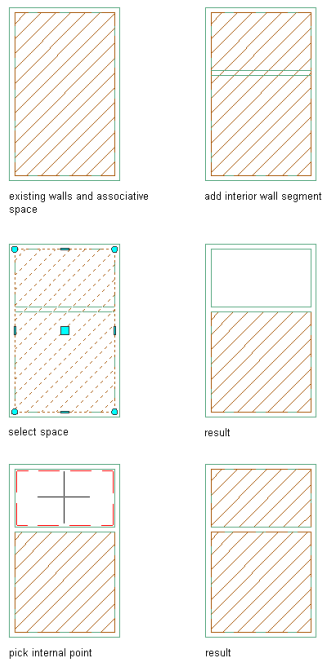 existing walls and associative
space
add interior wall segment
select space
result
pick internal point
result